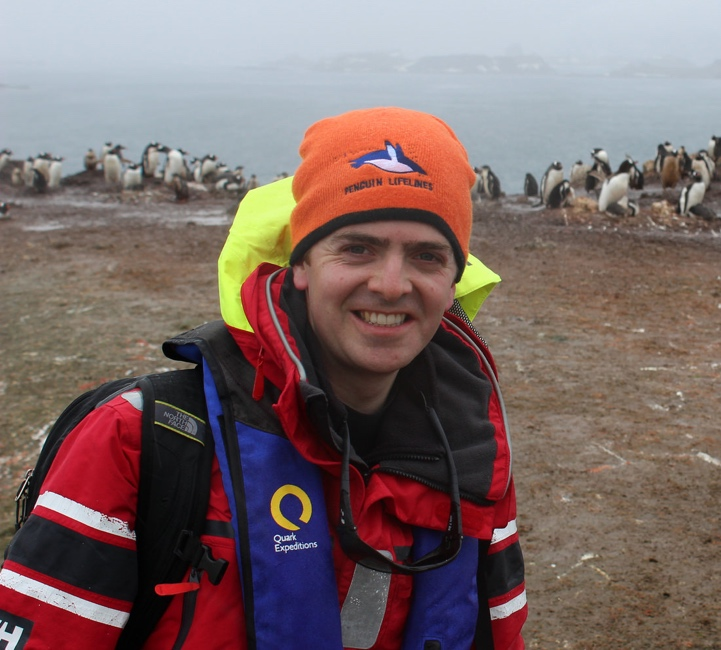 PENGUIN LIFELINES
THE
NORTH
FACE
Quark
Expeditions
H